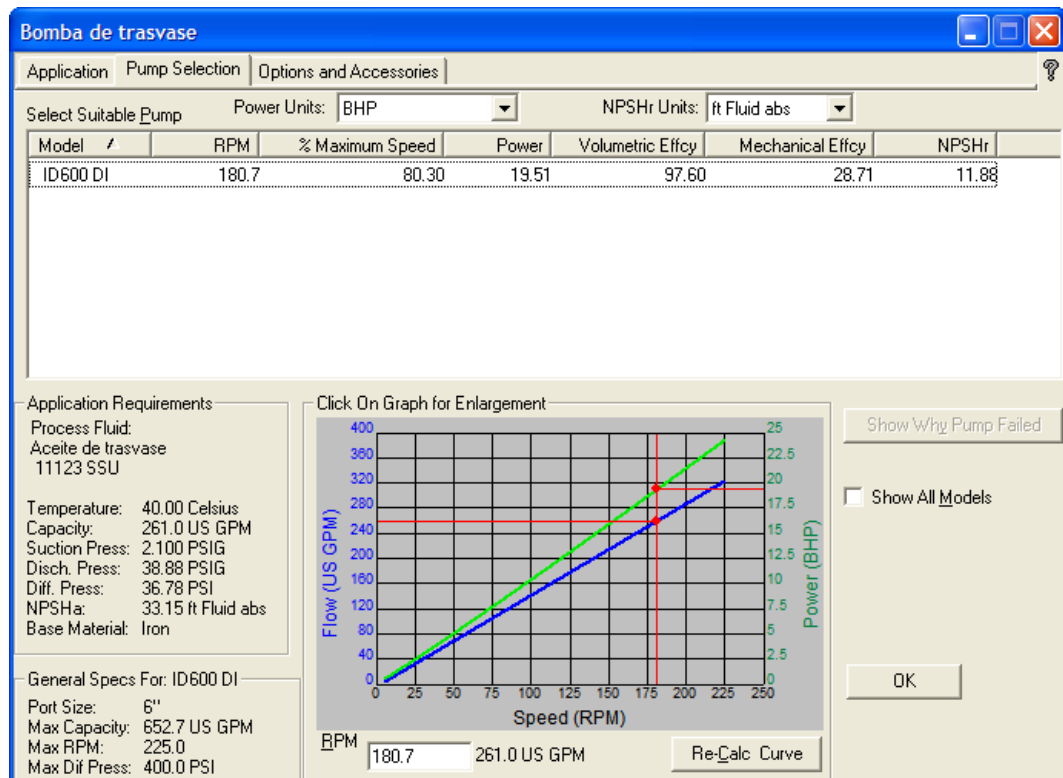 Bomba de trasvase
Application Pump Selection Options and Accessories ?
Select Suitable Pump Power Units: BHP NPSHr Units: ft Fluid abs
Model RPM % Maximum Speed Power Volumetric Effcy Mechanical Effcy NPSHr
ID600 DI 180.7 80.30 19.51 97.60 28.71 11.88
Application Requirements
Process Fluid:
Aceite de trasvase
11123 SSU
Temperature: 40.00 Celsius
Capacity: 261.0 US GPM
Suction Press: 2.100 PSIG
Disch. Press: 38.88 PSIG
Diff. Press: 36.78 PSI
NPSHa: 33.15 ft Fluid abs
Base Material: Iron
General Specs For: ID600 DI
Port Size: 6"
Max Capacity: 652.7 US GPM
Max RPM: 225.0
Max Dif Press: 400.0 PSI
Click On Graph for Enlargement
Flow (US GPM)
400
360
320
280
240
200
160
120
80
40
0
25
22.5
20
17.5
15
12.5
10
7.5
5
2.5
0
Power (BHP)
0 25 50 75 100 125 150 175 200 225 250
Speed (RPM)
RPM 180.7 261.0 US GPM Re-Calc Curve
Show Why Pump Failed
Show All Models
OK